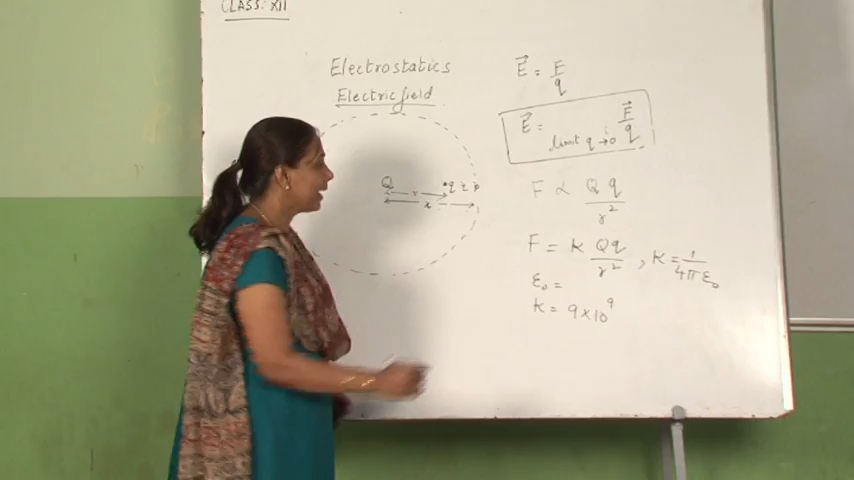 CLASS: XII
Electrostatics
Electric field
Q
q
r
x
E⃗ = F/q
E⃗ = limit q→0 F⃗/q
F ∝ Qq/r²
F = K Qq/r² , K = 1/4πε₀
ε₀ =
K = 9×10⁹